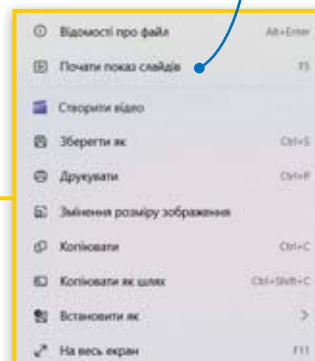 Відомості про файл Alt+Enter
Почати показ слайдів F5
Створити відео
Зберегти як Ctrl+S
Друкувати Ctrl+P
Змінення розміру зображення
Копіювати Ctrl+C
Копіювати як шлях Ctrl+Shift+C
Встановити як
На весь екран F11